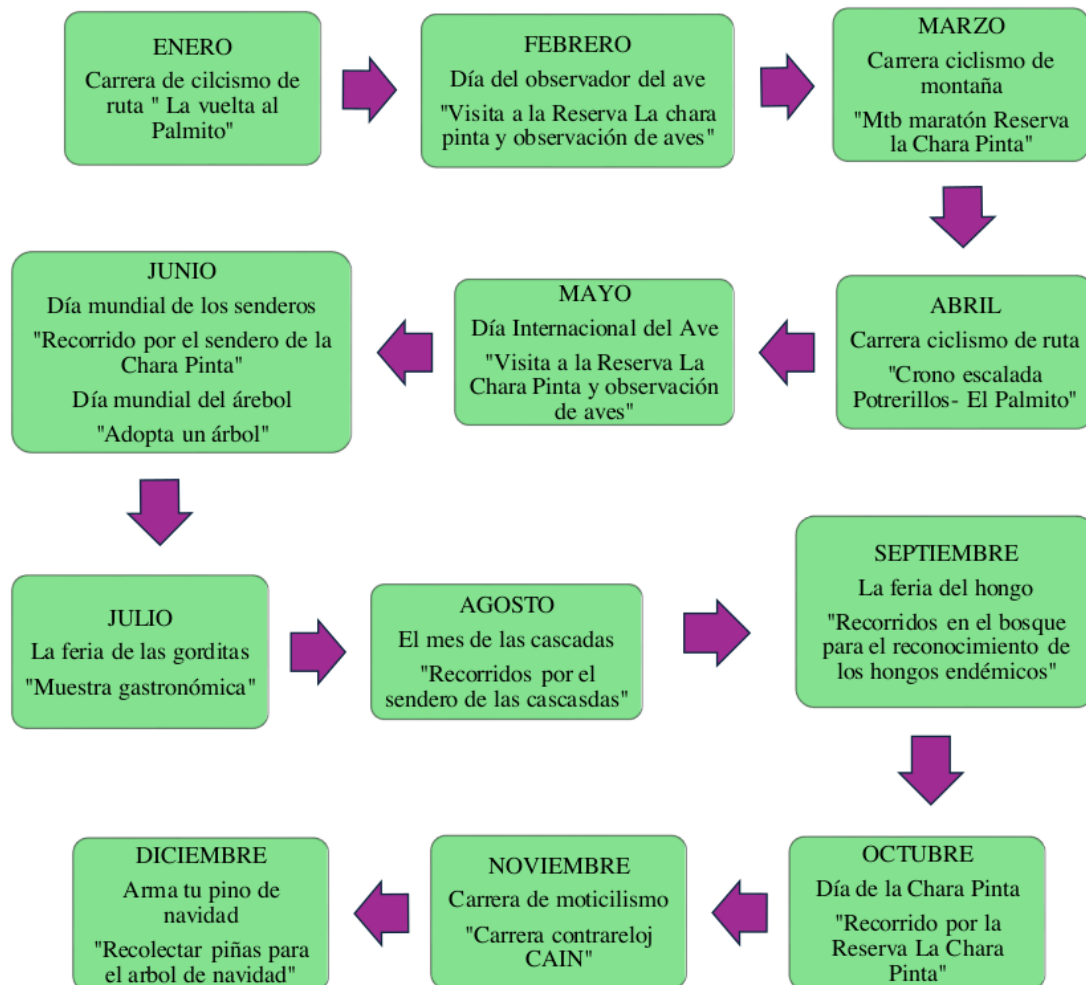 ENERO
Carrera de cilcismo de
ruta " La vuelta al
Palmito"
FEBRERO
Día del observador del ave
"Visita a la Reserva La chara
pinta y observación de aves"
MARZO
Carrera ciclismo de
montaña
"Mtb maratón Reserva
la Chara Pinta"
ABRIL
Carrera ciclismo de ruta
"Crono escalada
Potrerillos- El Palmito"
MAYO
Día Internacional del Ave
"Visita a la Reserva La
Chara Pinta y observación
de aves"
JUNIO
Día mundial de los senderos
"Recorrido por el sendero de la
Chara Pinta"
Día mundial del árebol
"Adopta un árbol"
JULIO
La feria de las gorditas
"Muestra gastronómica"
AGOSTO
El mes de las cascadas
"Recorridos por el
sendero de las cascasdas"
SEPTIEMBRE
La feria del hongo
"Recorridos en el bosque
para el reconocimiento de
los hongos endémicos"
OCTUBRE
Día de la Chara Pinta
"Recorrido por la
Reserva La Chara
Pinta"
NOVIEMBRE
Carrera de moticilismo
"Carrera contrareloj
CAIN"
DICIEMBRE
Arma tu pino de
navidad
"Recolectar piñas para
el arbol de navidad"